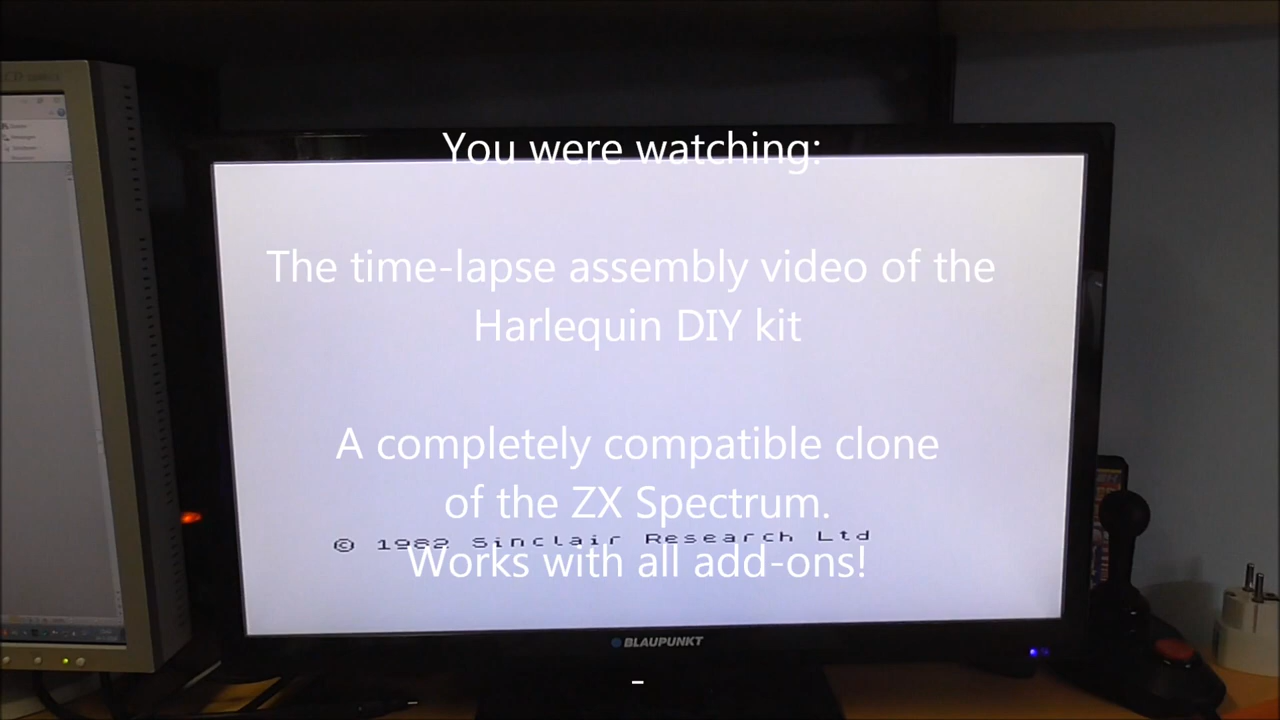 You were watching:
The time-lapse assembly video of the
Harlequin DIY kit
A completely compatible clone
of the ZX Spectrum.
© 1982 Sinclair Research Ltd
Works with all add-ons!
BLAUPUNKT
-